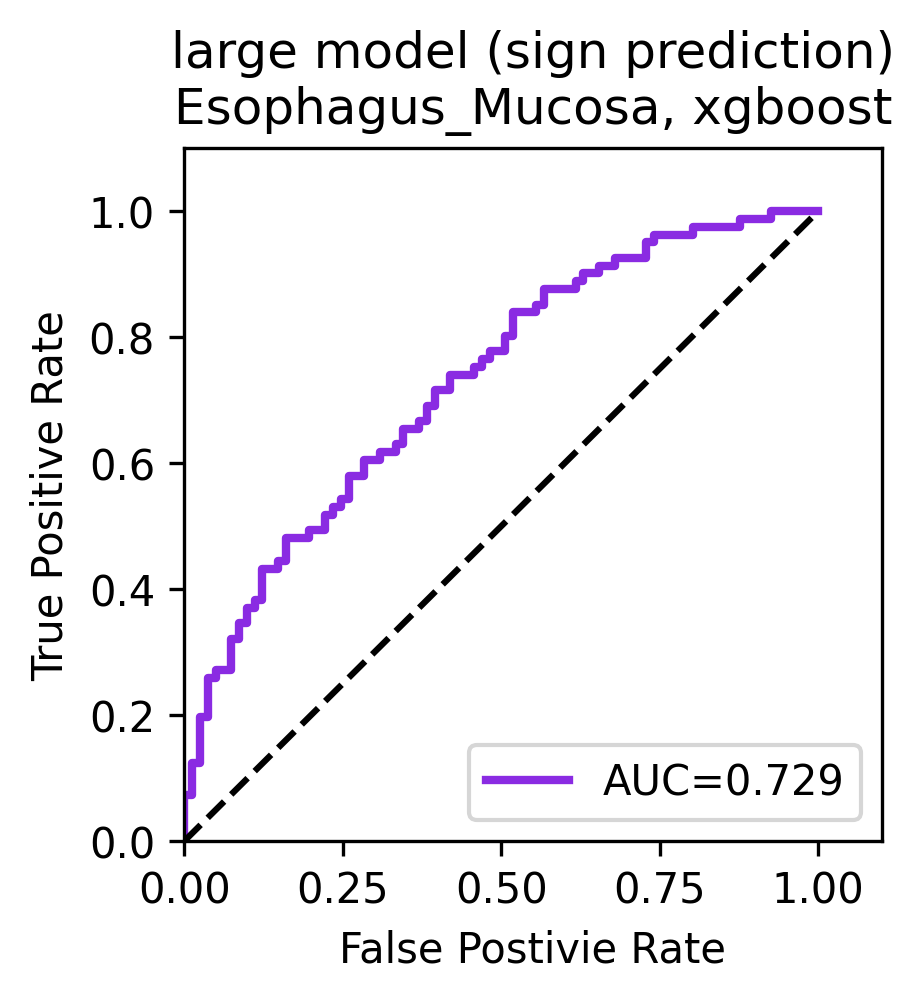 large model (sign prediction)
Esophagus_Mucosa, xgboost
True Positive Rate
1.0
0.8
0.6
0.4
0.2
0.0
AUC=0.729
0.00 0.25 0.50 0.75 1.00
False Postivie Rate